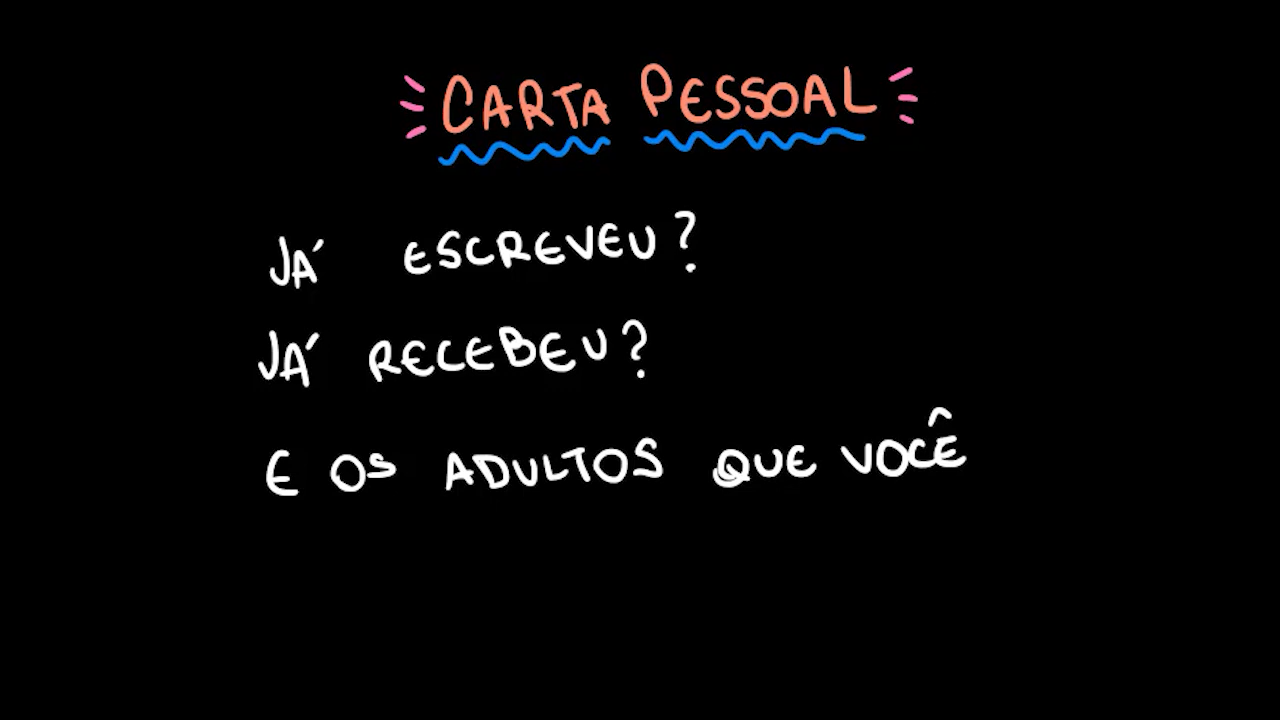 CARTA PESSOAL
JÁ ESCREVEU?
JÁ RECEBEU?
E OS ADULTOS QUE VOCÊ